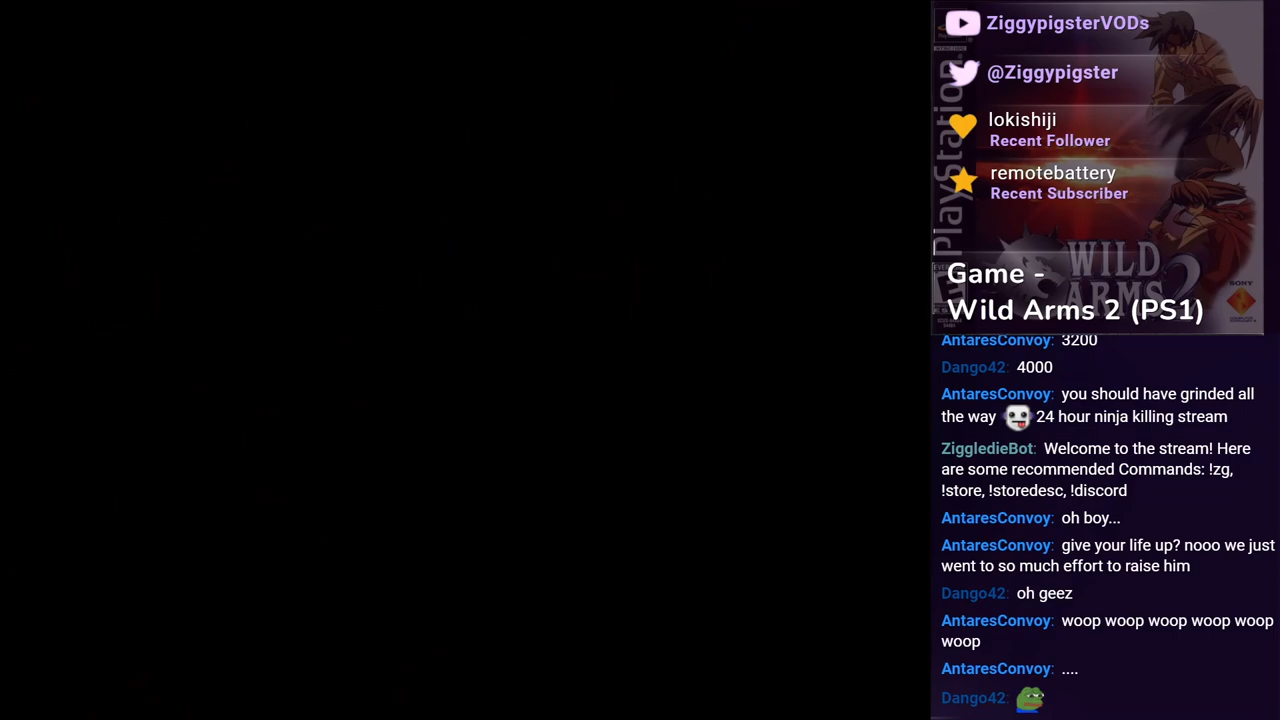 ZiggypigsterVODs
@Ziggypigster
lokishiji
Recent Follower
remotebattery
Recent Subscriber
PlayStation
WILD
ARMS 2
SONY
Game -
Wild Arms 2 (PS1)
AntaresConvoy: 3200
Dango42: 4000
AntaresConvoy: you should have grinded all
the way 24 hour ninja killing stream
ZiggledieBot: Welcome to the stream! Here
are some recommended Commands: !zg,
!store, !storedesc, !discord
AntaresConvoy: oh boy...
AntaresConvoy: give your life up? nooo we just
went to so much effort to raise him
Dango42: oh geez
AntaresConvoy: woop woop woop woop woop
woop
AntaresConvoy: ....
Dango42: